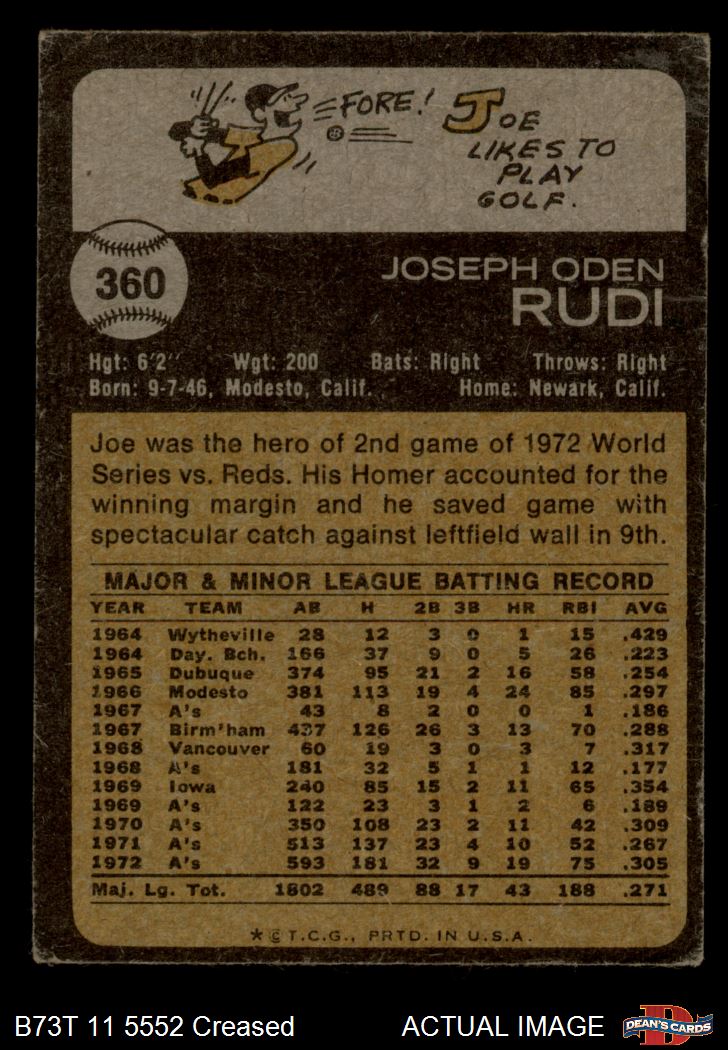 FORE! JOE
LIKES TO
PLAY
GOLF.
360
JOSEPH ODEN
RUDI
Hgt: 6'2" Wgt: 200 Bats: Right Throws: Right
Born: 9-7-46, Modesto, Calif. Home: Newark, Calif.
Joe was the hero of 2nd game of 1972 World
Series vs. Reds. His Homer accounted for the
winning margin and he saved game with
spectacular catch against leftfield wall in 9th.
MAJOR & MINOR LEAGUE BATTING RECORD
YEAR TEAM AB H 2B 3B HR RBI AVG
1964 Wytheville 28 12 3 0 1 15 .429
1964 Day. Bch. 166 37 9 0 5 26 .223
1965 Dubuque 374 95 21 2 16 58 .254
1966 Modesto 381 113 19 4 24 85 .297
1967 A's 43 8 2 0 0 1 .186
1967 Birm'ham 437 126 26 3 13 70 .288
1968 Vancouver 60 19 3 0 3 7 .317
1968 A's 181 32 5 1 1 12 .177
1969 Iowa 240 85 15 2 11 65 .354
1969 A's 122 23 3 1 2 6 .189
1970 A's 350 108 23 2 11 42 .309
1971 A's 513 137 23 4 10 52 .267
1972 A's 593 181 32 9 19 75 .305
Maj. Lg. Tot. 1802 489 88 17 43 188 .271
* © T.C.G., PRTD. IN U.S.A.
B73T 11 5552 Creased ACTUAL IMAGE D DEAN'S CARDS